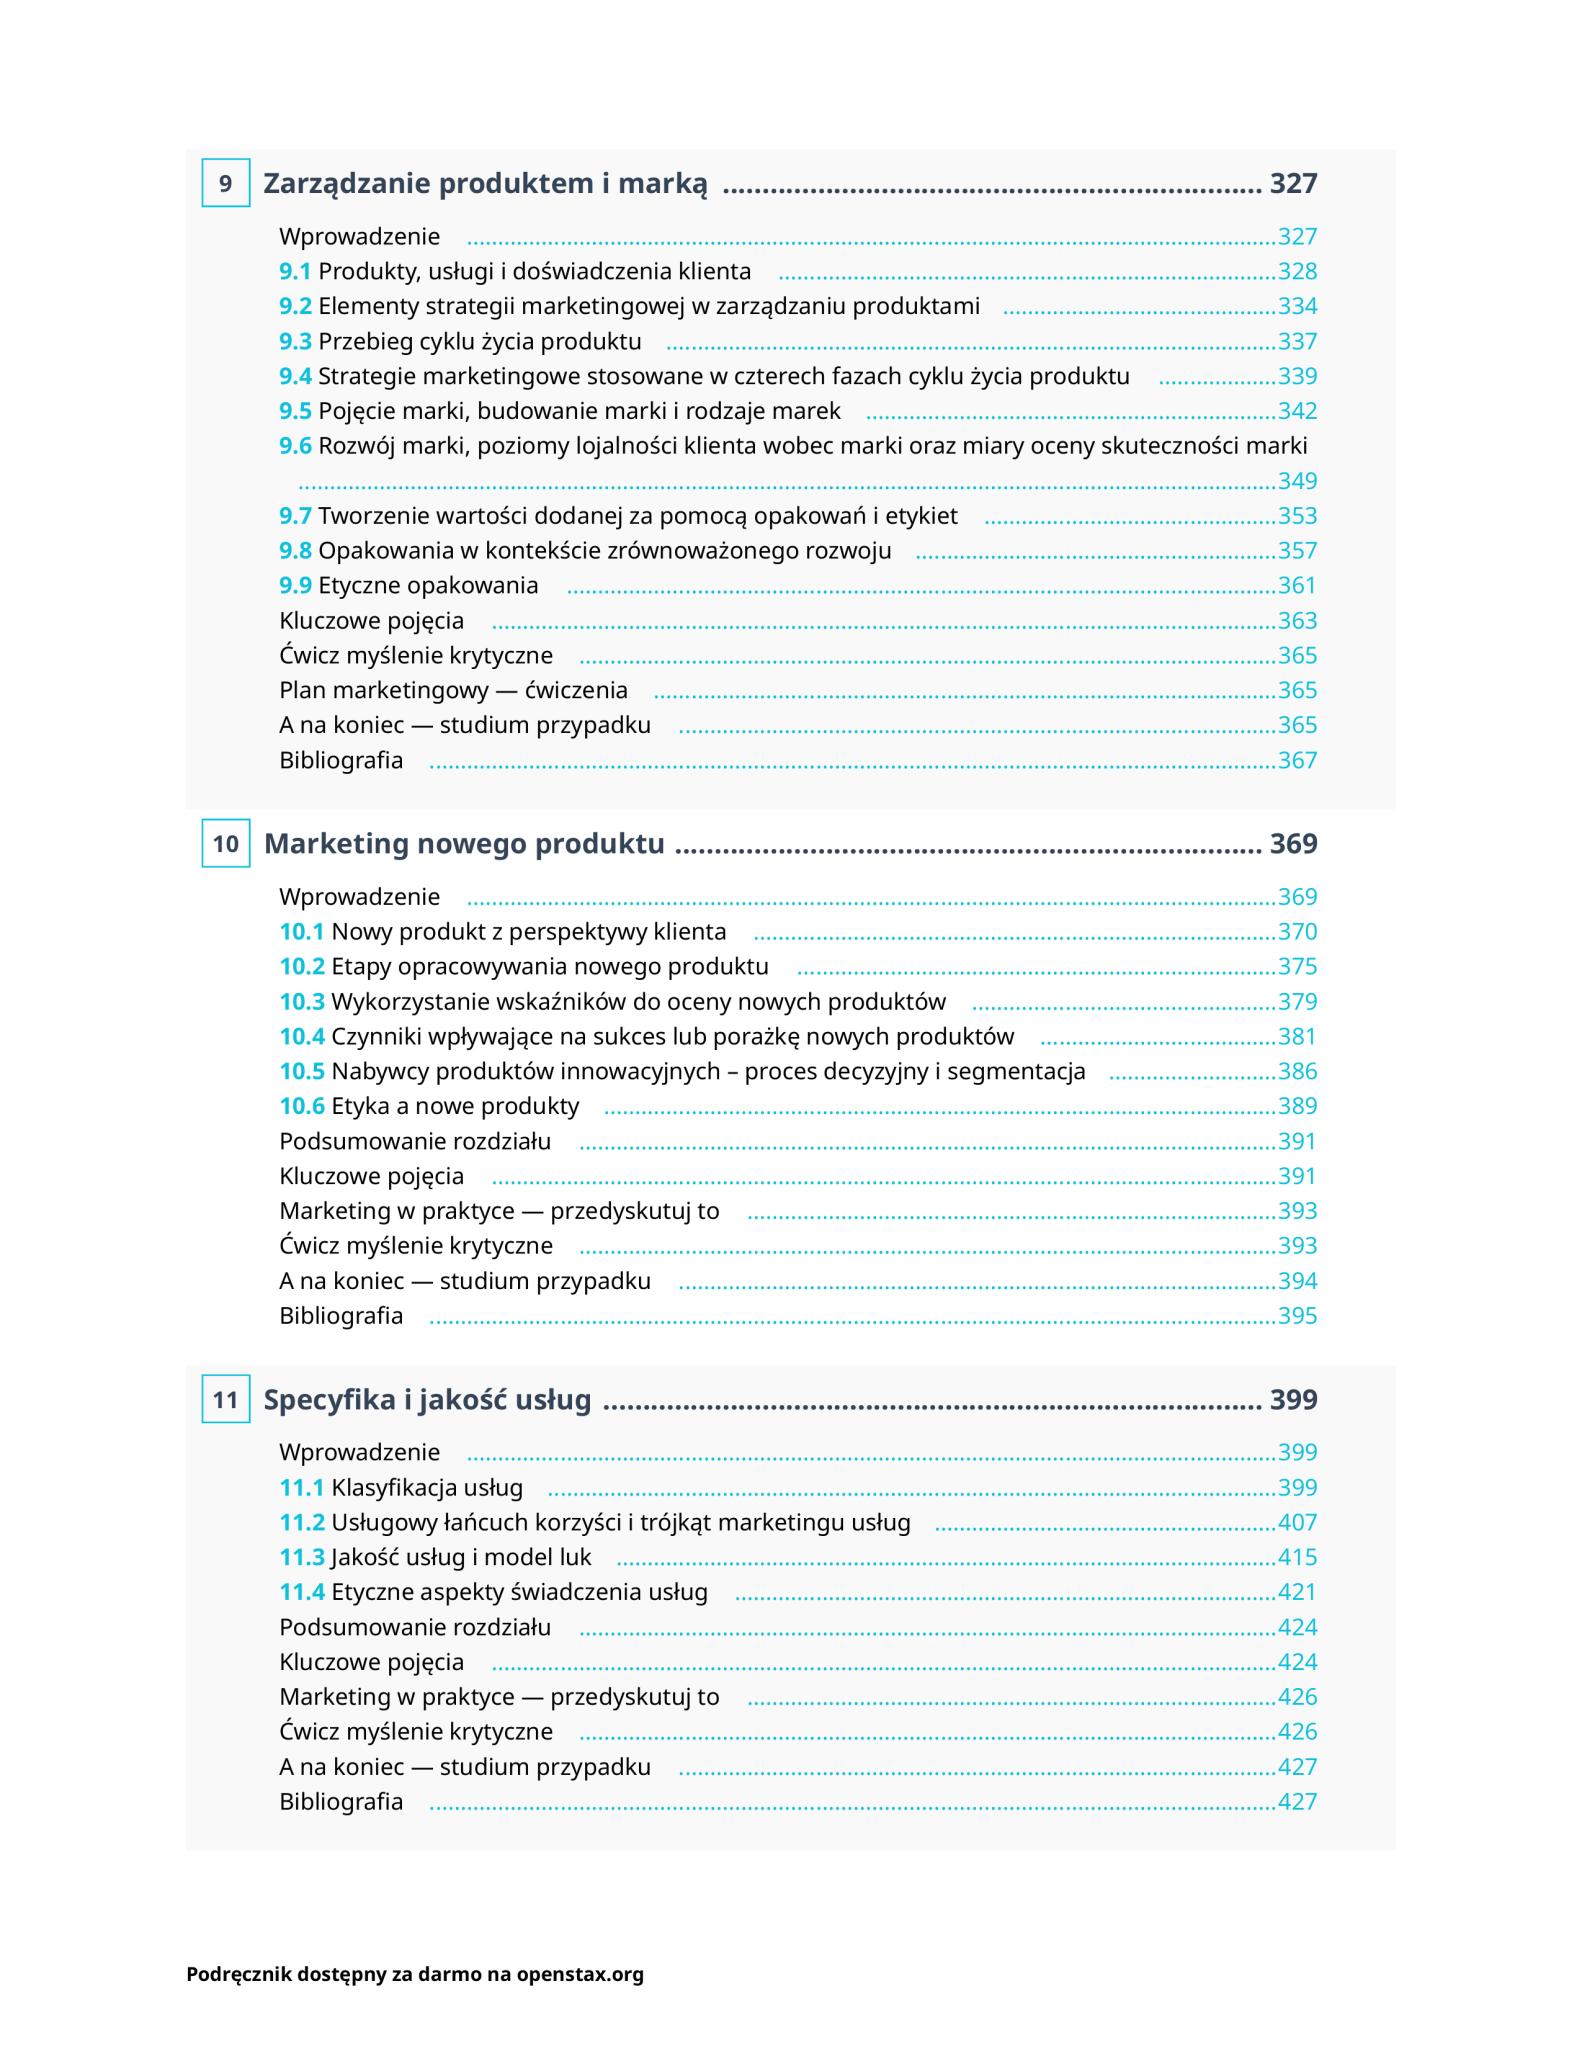 9 Zarządzanie produktem i marką ........ 327
Wprowadzenie ........ 327
9.1 Produkty, usługi i doświadczenia klienta ........ 328
9.2 Elementy strategii marketingowej w zarządzaniu produktami ........ 334
9.3 Przebieg cyklu życia produktu ........ 337
9.4 Strategie marketingowe stosowane w czterech fazach cyklu życia produktu ........ 339
9.5 Pojęcie marki, budowanie marki i rodzaje marek ........ 342
9.6 Rozwój marki, poziomy lojalności klienta wobec marki oraz miary oceny skuteczności marki
........ 349
9.7 Tworzenie wartości dodanej za pomocą opakowań i etykiet ........ 353
9.8 Opakowania w kontekście zrównoważonego rozwoju ........ 357
9.9 Etyczne opakowania ........ 361
Kluczowe pojęcia ........ 363
Ćwicz myślenie krytyczne ........ 365
Plan marketingowy — ćwiczenia ........ 365
A na koniec — studium przypadku ........ 365
Bibliografia ........ 367
10 Marketing nowego produktu ........ 369
Wprowadzenie ........ 369
10.1 Nowy produkt z perspektywy klienta ........ 370
10.2 Etapy opracowywania nowego produktu ........ 375
10.3 Wykorzystanie wskaźników do oceny nowych produktów ........ 379
10.4 Czynniki wpływające na sukces lub porażkę nowych produktów ........ 381
10.5 Nabywcy produktów innowacyjnych – proces decyzyjny i segmentacja ........ 386
10.6 Etyka a nowe produkty ........ 389
Podsumowanie rozdziału ........ 391
Kluczowe pojęcia ........ 391
Marketing w praktyce — przedyskutuj to ........ 393
Ćwicz myślenie krytyczne ........ 393
A na koniec — studium przypadku ........ 394
Bibliografia ........ 395
11 Specyfika i jakość usług ........ 399
Wprowadzenie ........ 399
11.1 Klasyfikacja usług ........ 399
11.2 Usługowy łańcuch korzyści i trójkąt marketingu usług ........ 407
11.3 Jakość usług i model luk ........ 415
11.4 Etyczne aspekty świadczenia usług ........ 421
Podsumowanie rozdziału ........ 424
Kluczowe pojęcia ........ 424
Marketing w praktyce — przedyskutuj to ........ 426
Ćwicz myślenie krytyczne ........ 426
A na koniec — studium przypadku ........ 427
Bibliografia ........ 427
Podręcznik dostępny za darmo na openstax.org